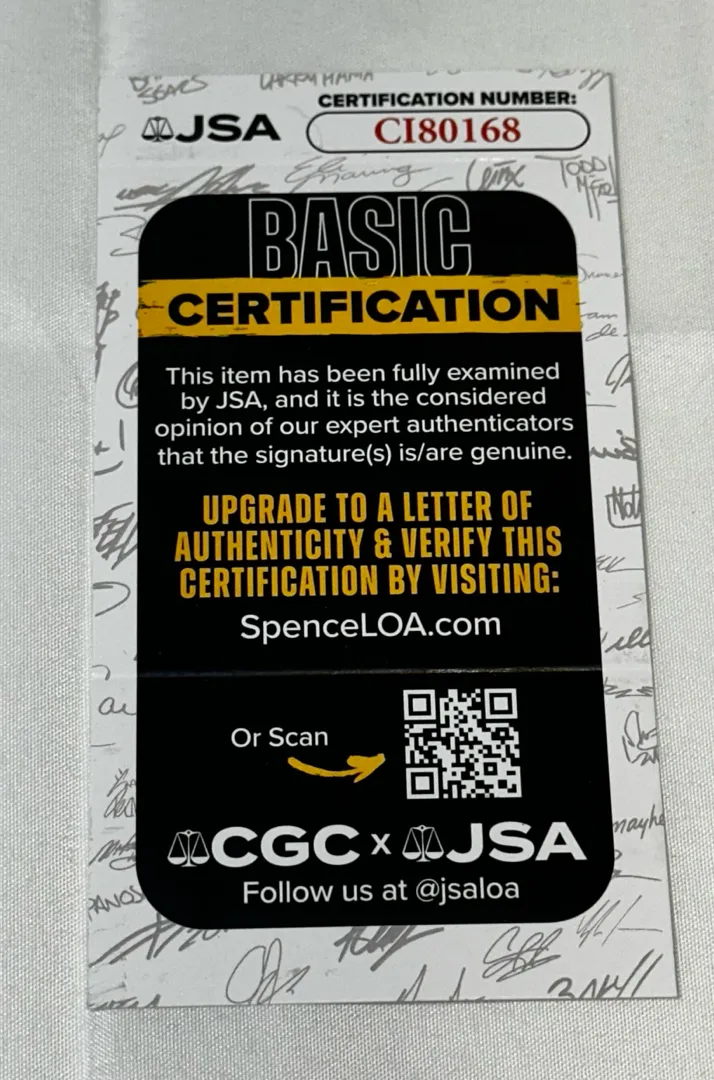 CERTIFICATION NUMBER:
JSA
CI80168
BASIC
CERTIFICATION
This item has been fully examined
by JSA, and it is the considered
opinion of our expert authenticators
that the signature(s) is/are genuine.
UPGRADE TO A LETTER OF
AUTHENTICITY & VERIFY THIS
CERTIFICATION BY VISITING:
SpenceLOA.com
Or Scan
CGC x JSA
Follow us at @jsaloa